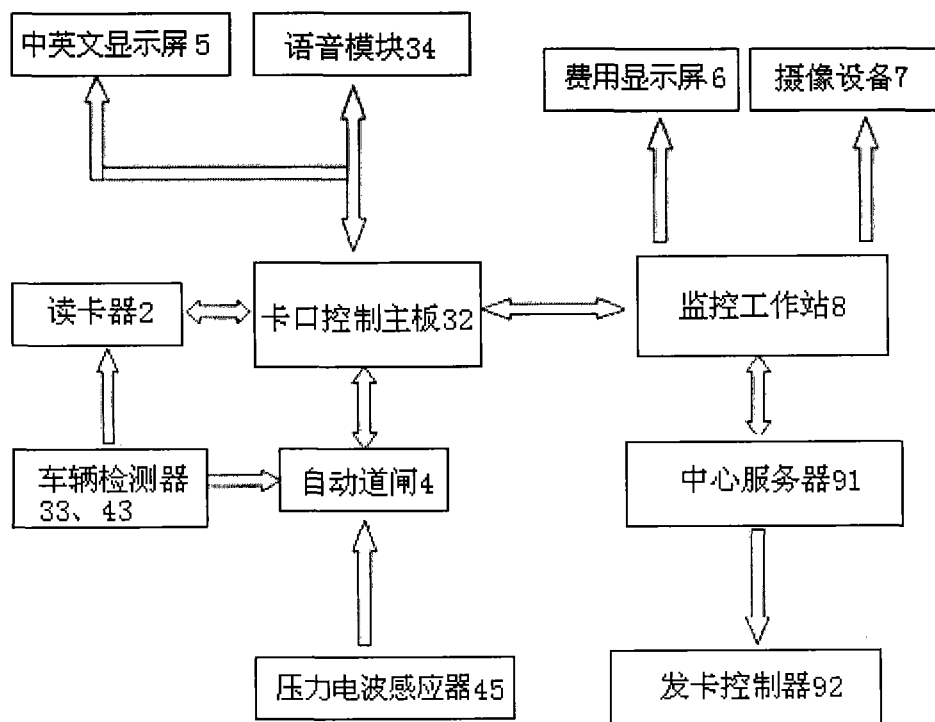 中英文显示屏5
语音模块34
费用显示屏6
摄像设备7
读卡器2
卡口控制主板32
监控工作站8
车辆检测器
33、43
自动道闸4
中心服务器91
压力电波感应器45
发卡控制器92